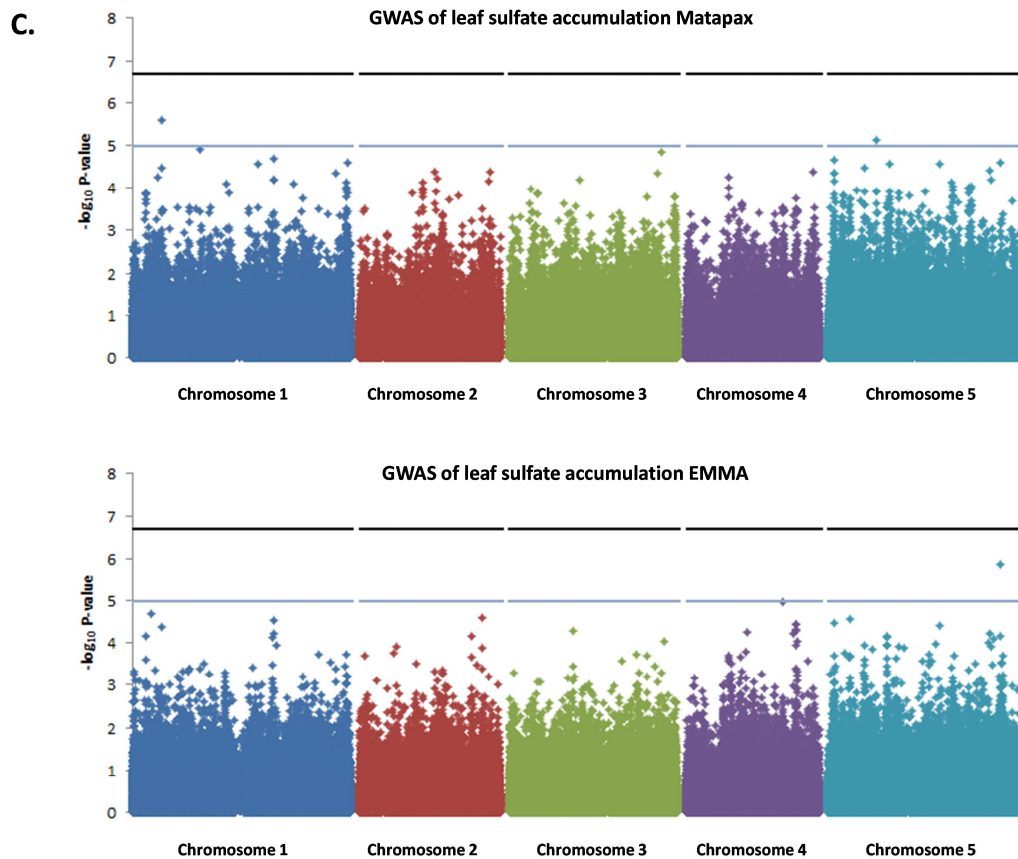 C.
GWAS of leaf sulfate accumulation Matapax
8
7
6
5
4
3
2
1
0
-log10 P-value
Chromosome 1 Chromosome 2 Chromosome 3 Chromosome 4 Chromosome 5
GWAS of leaf sulfate accumulation EMMA
8
7
6
5
4
3
2
1
0
-log10 P-value
Chromosome 1 Chromosome 2 Chromosome 3 Chromosome 4 Chromosome 5